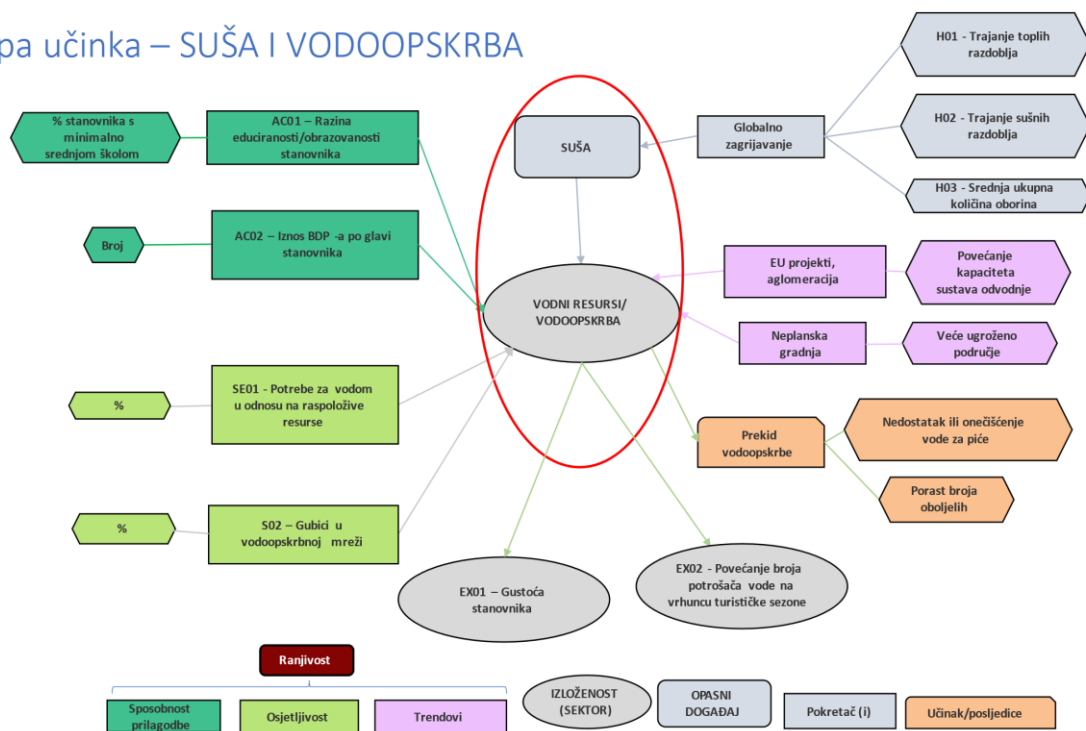 pa učinka – SUŠA I VODOOPSKRBA
% stanovnika s
minimalno
srednjom školom
AC01 – Razina
educiranosti/obrazovanosti
stanovnika
SUŠA
Globalno
zagrijavanje
H01 - Trajanje toplih
razdoblja
H02 - Trajanje sušnih
razdoblja
H03 - Srednja ukupna
količina oborina
Broj
AC02 – Iznos BDP -a po glavi
stanovnika
VODNI RESURSI/
VODOOPSKRBA
EU projekti,
aglomeracija
Povećanje
kapaciteta
sustava odvodnje
Neplanska
gradnja
Veće ugroženo
područje
%
SE01 - Potrebe za vodom
u odnosu na raspoložive
resurse
Prekid
vodoopskrbe
Nedostatak ili onečišćenje
vode za piće
Porast broja
oboljelih
%
S02 – Gubici u
vodoopskrbnoj mreži
EX01 – Gustoća
stanovnika
EX02 - Povećanje broja
potrošača vode na
vrhuncu turističke sezone
Ranjivost
Sposobnost
prilagodbe
Osjetljivost
Trendovi
IZLOŽENOST
(SEKTOR)
OPASNI
DOGAĐAJ
Pokretač (i)
Učinak/posljedice